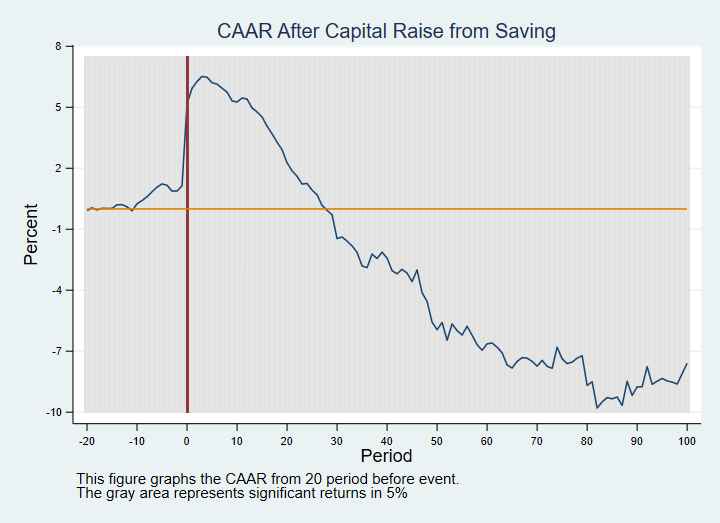 CAAR After Capital Raise from Saving
8
5
2
-1
-4
-7
-10
Percent
-20 -10 0 10 20 30 40 50 60 70 80 90 100
Period
This figure graphs the CAAR from 20 period before event.
The gray area represents significant returns in 5%